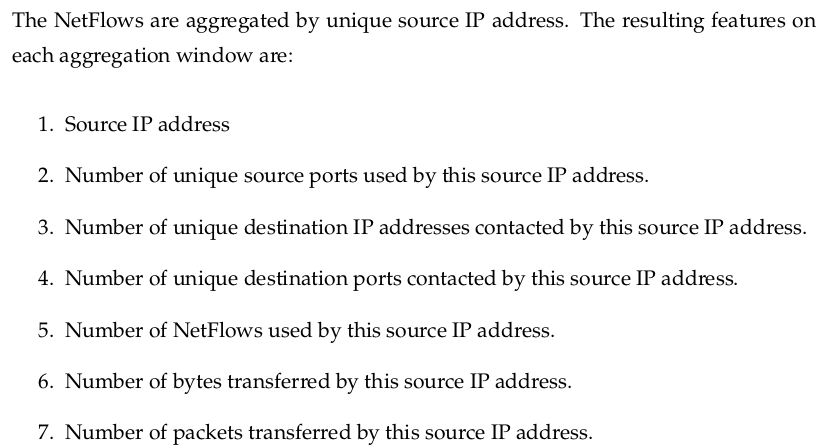 The NetFlows are aggregated by unique source IP address. The resulting features on
each aggregation window are:
1. Source IP address
2. Number of unique source ports used by this source IP address.
3. Number of unique destination IP addresses contacted by this source IP address.
4. Number of unique destination ports contacted by this source IP address.
5. Number of NetFlows used by this source IP address.
6. Number of bytes transferred by this source IP address.
7. Number of packets transferred by this source IP address.